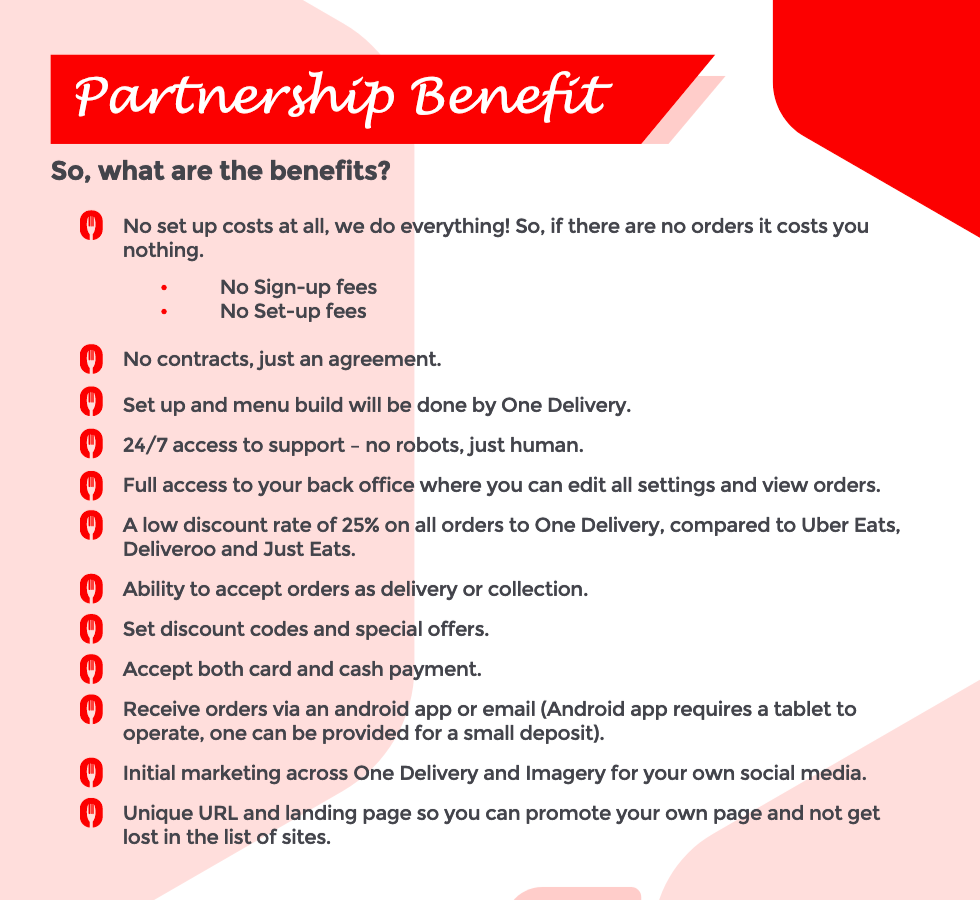 Partnership Benefit
So, what are the benefits?
No set up costs at all, we do everything! So, if there are no orders it costs you
nothing.
• No Sign-up fees
• No Set-up fees
No contracts, just an agreement.
Set up and menu build will be done by One Delivery.
24/7 access to support – no robots, just human.
Full access to your back office where you can edit all settings and view orders.
A low discount rate of 25% on all orders to One Delivery, compared to Uber Eats,
Deliveroo and Just Eats.
Ability to accept orders as delivery or collection.
Set discount codes and special offers.
Accept both card and cash payment.
Receive orders via an android app or email (Android app requires a tablet to
operate, one can be provided for a small deposit).
Initial marketing across One Delivery and Imagery for your own social media.
Unique URL and landing page so you can promote your own page and not get
lost in the list of sites.